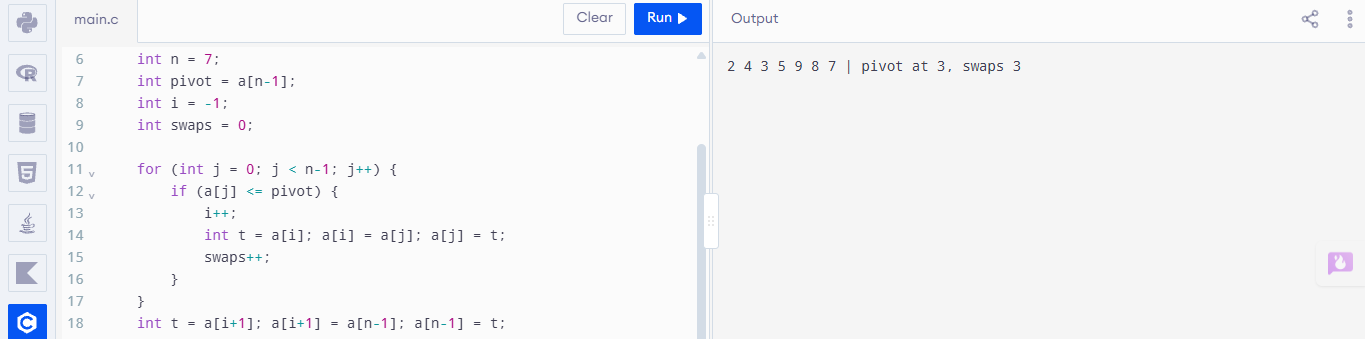 main.c
Clear
Run
Output
6 int n = 7;
7 int pivot = a[n-1];
8 int i = -1;
9 int swaps = 0;
10
11 for (int j = 0; j < n-1; j++) {
12 if (a[j] <= pivot) {
13 i++;
14 int t = a[i]; a[i] = a[j]; a[j] = t;
15 swaps++;
16 }
17 }
18 int t = a[i+1]; a[i+1] = a[n-1]; a[n-1] = t;
2 4 3 5 9 8 7 | pivot at 3, swaps 3